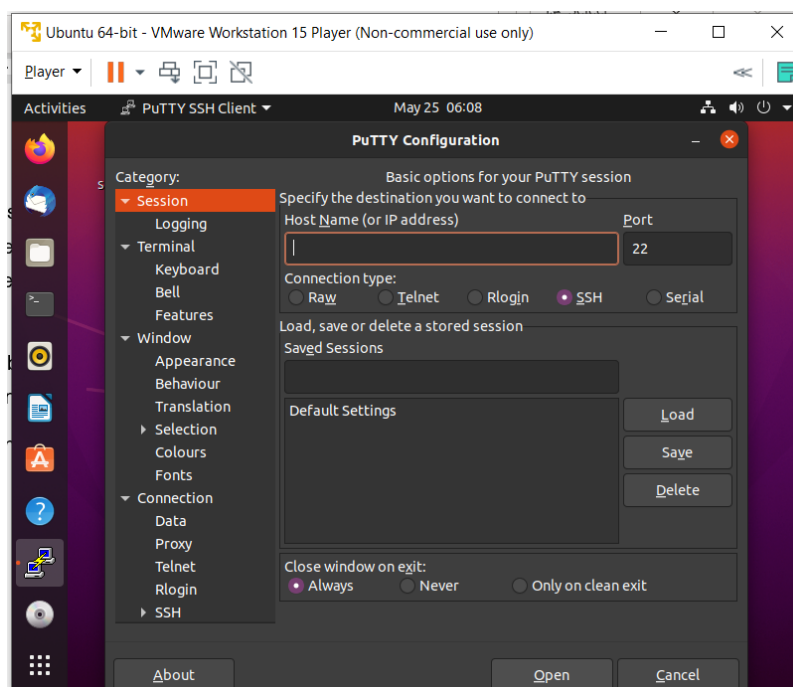 Ubuntu 64-bit - VMware Workstation 15 Player (Non-commercial use only)
Player
Activities PuTTY SSH Client May 25 06:08
PuTTY Configuration
Category:
Session
Logging
Terminal
Keyboard
Bell
Features
Window
Appearance
Behaviour
Translation
Selection
Colours
Fonts
Connection
Data
Proxy
Telnet
Rlogin
SSH
Basic options for your PuTTY session
Specify the destination you want to connect to
Host Name (or IP address) Port
22
Connection type:
Raw Telnet Rlogin SSH Serial
Load, save or delete a stored session
Saved Sessions
Default Settings
Load
Save
Delete
Close window on exit:
Always Never Only on clean exit
About Open Cancel